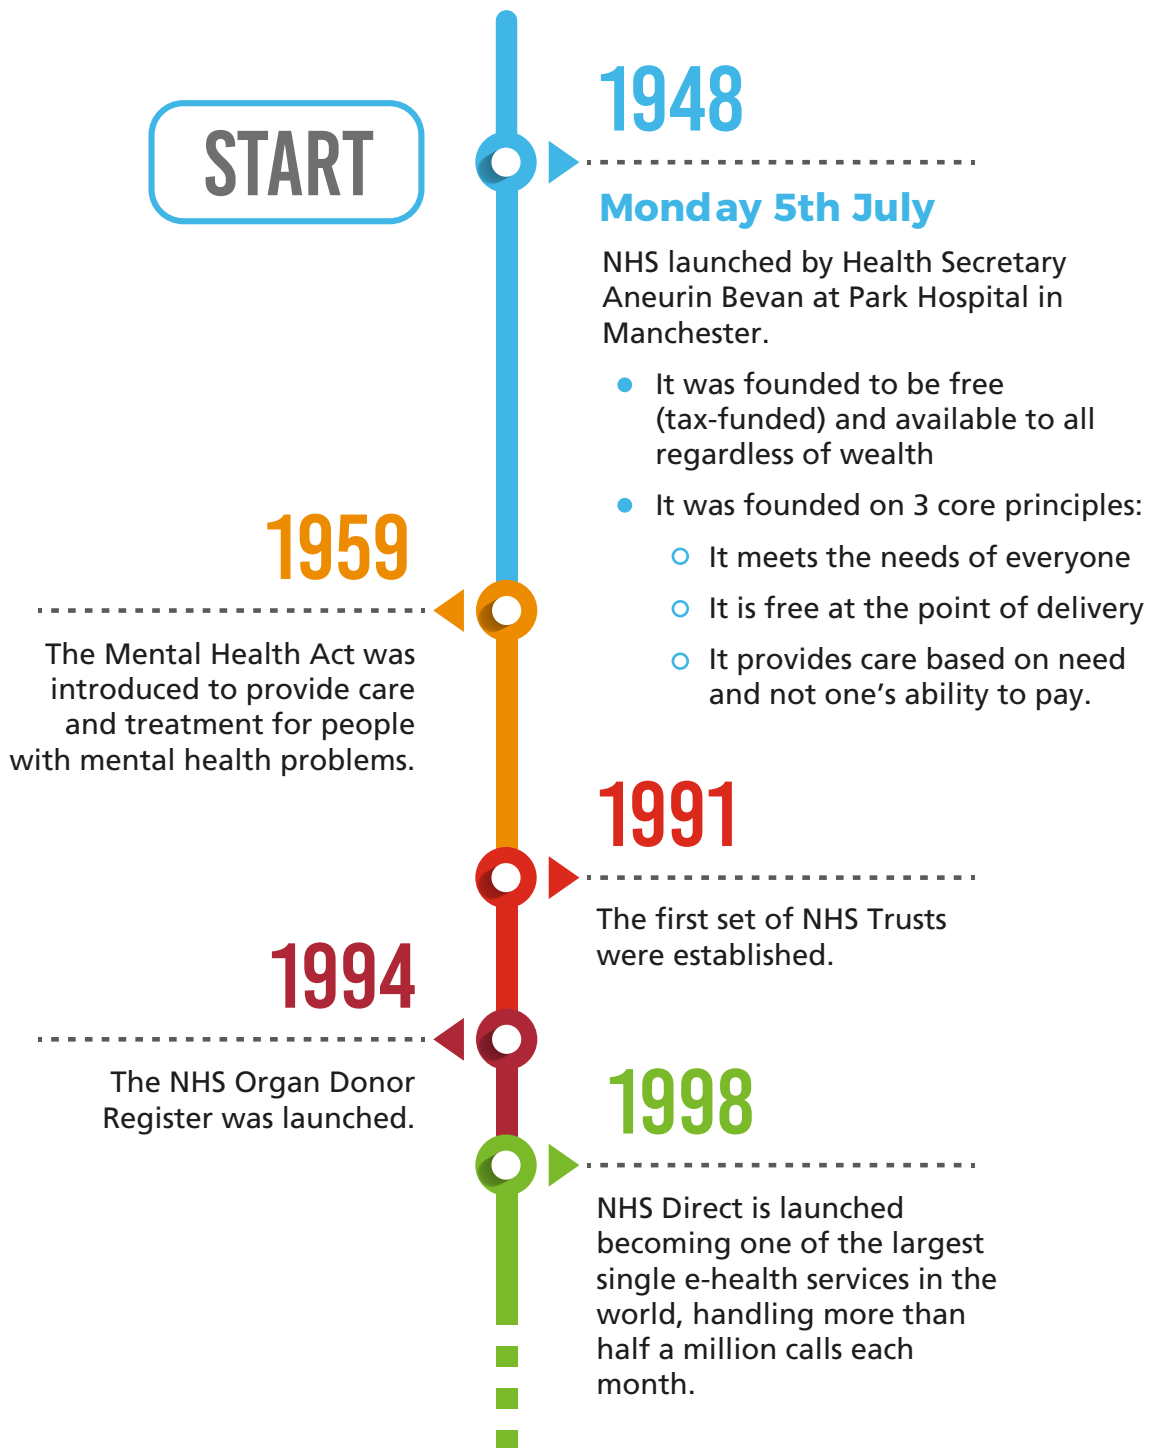 START
1948
Monday 5th July
NHS launched by Health Secretary
Aneurin Bevan at Park Hospital in
Manchester.
It was founded to be free
(tax-funded) and available to all
regardless of wealth
It was founded on 3 core principles:
It meets the needs of everyone
It is free at the point of delivery
It provides care based on need
and not one's ability to pay.
1959
The Mental Health Act was
introduced to provide care
and treatment for people
with mental health problems.
1991
The first set of NHS Trusts
were established.
1994
The NHS Organ Donor
Register was launched.
1998
NHS Direct is launched
becoming one of the largest
single e-health services in the
world, handling more than
half a million calls each
month.